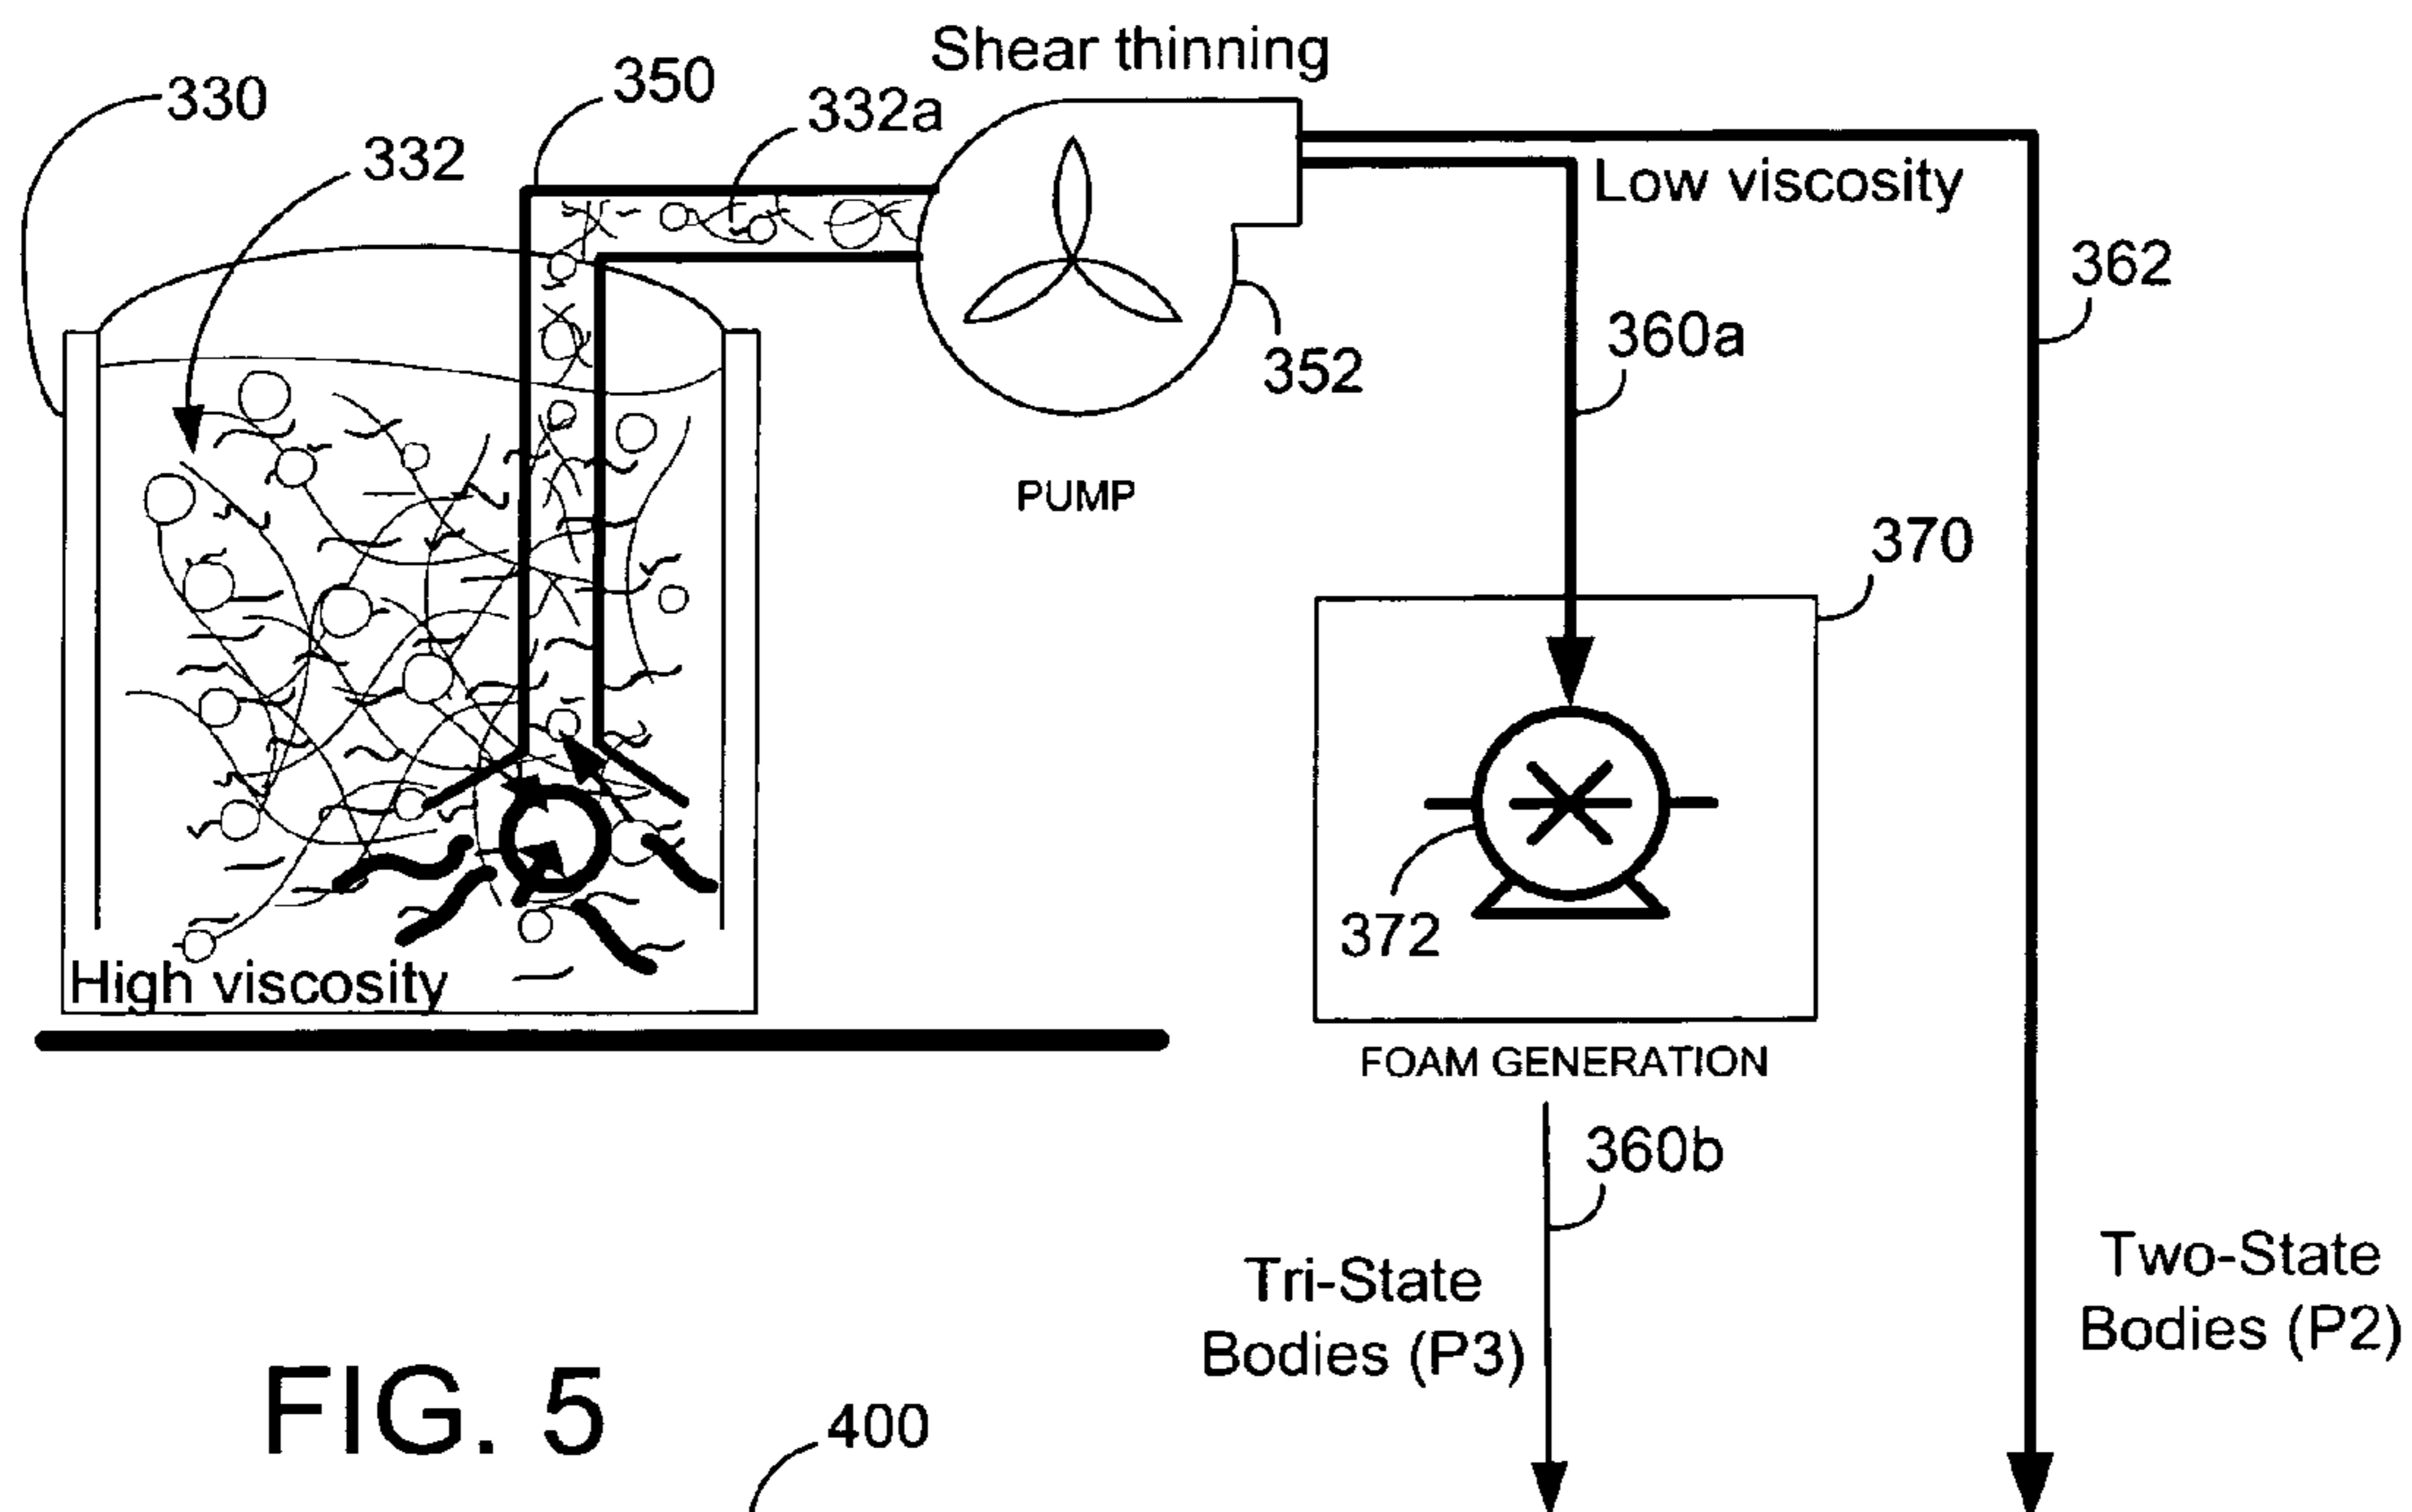 Shear thinning
350
330
332a
332
Low viscosity
362
360a
352
PUMP
370
372
High viscosity
FOAM GENERATION
360b
Two-State
Bodies (P2)
Tri-State
Bodies (P3)
FIG. 5
400